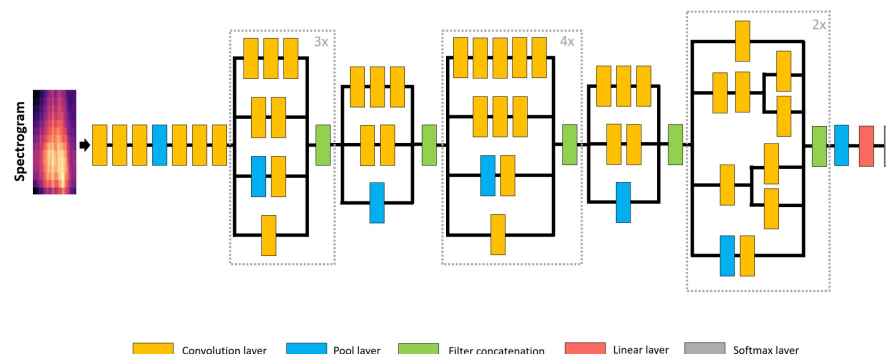 3x
4x
2x
Spectrogram
Convolution layer
Pool layer
Filter concatenation
Linear layer
Softmax layer